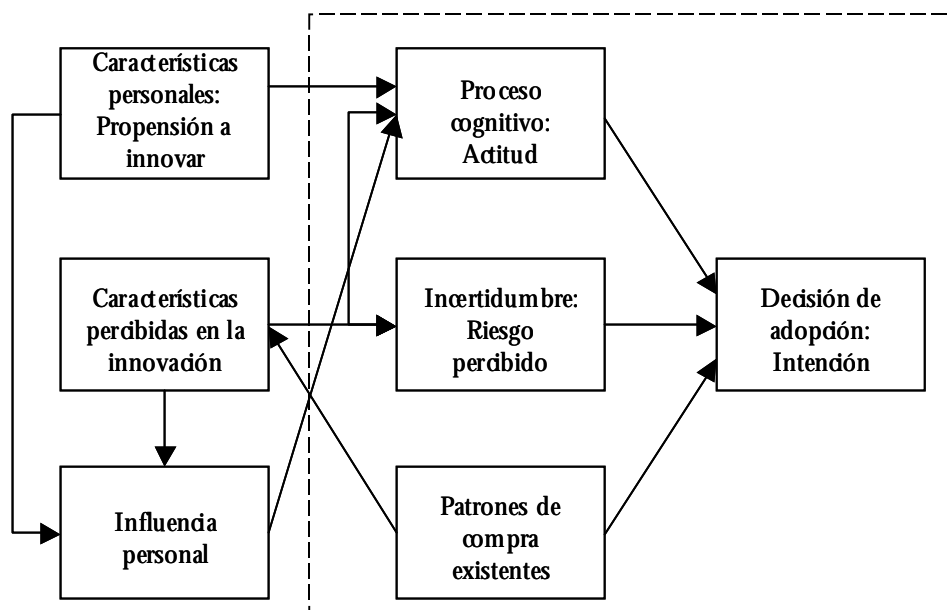 Características
personales:
Propensión a
innovar
Proceso
cognitivo:
Actitud
Características
percibidas en la
innovación
Incertidumbre:
Riesgo
percibido
Decisión de
adopción:
Intención
Influencia
personal
Patrones de
compra
existentes